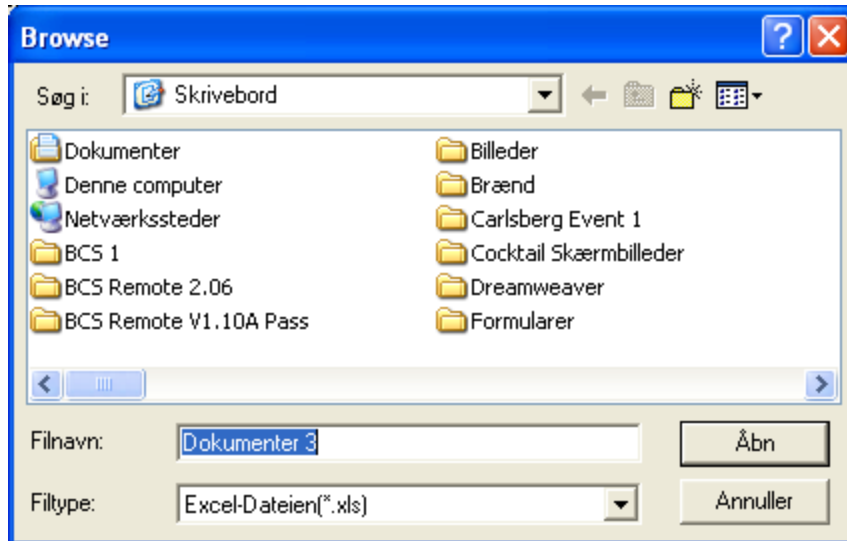 Browse
Søg i: Skrivebord
Dokumenter
Denne computer
Netværkssteder
BCS 1
BCS Remote 2.06
BCS Remote V1.10A Pass
Billeder
Brænd
Carlsberg Event 1
Cocktail Skærmbilleder
Dreamweaver
Formularer
Filnavn: Dokumenter 3 Åbn
Filtype: Excel-Dateien(*.xls) Annuller